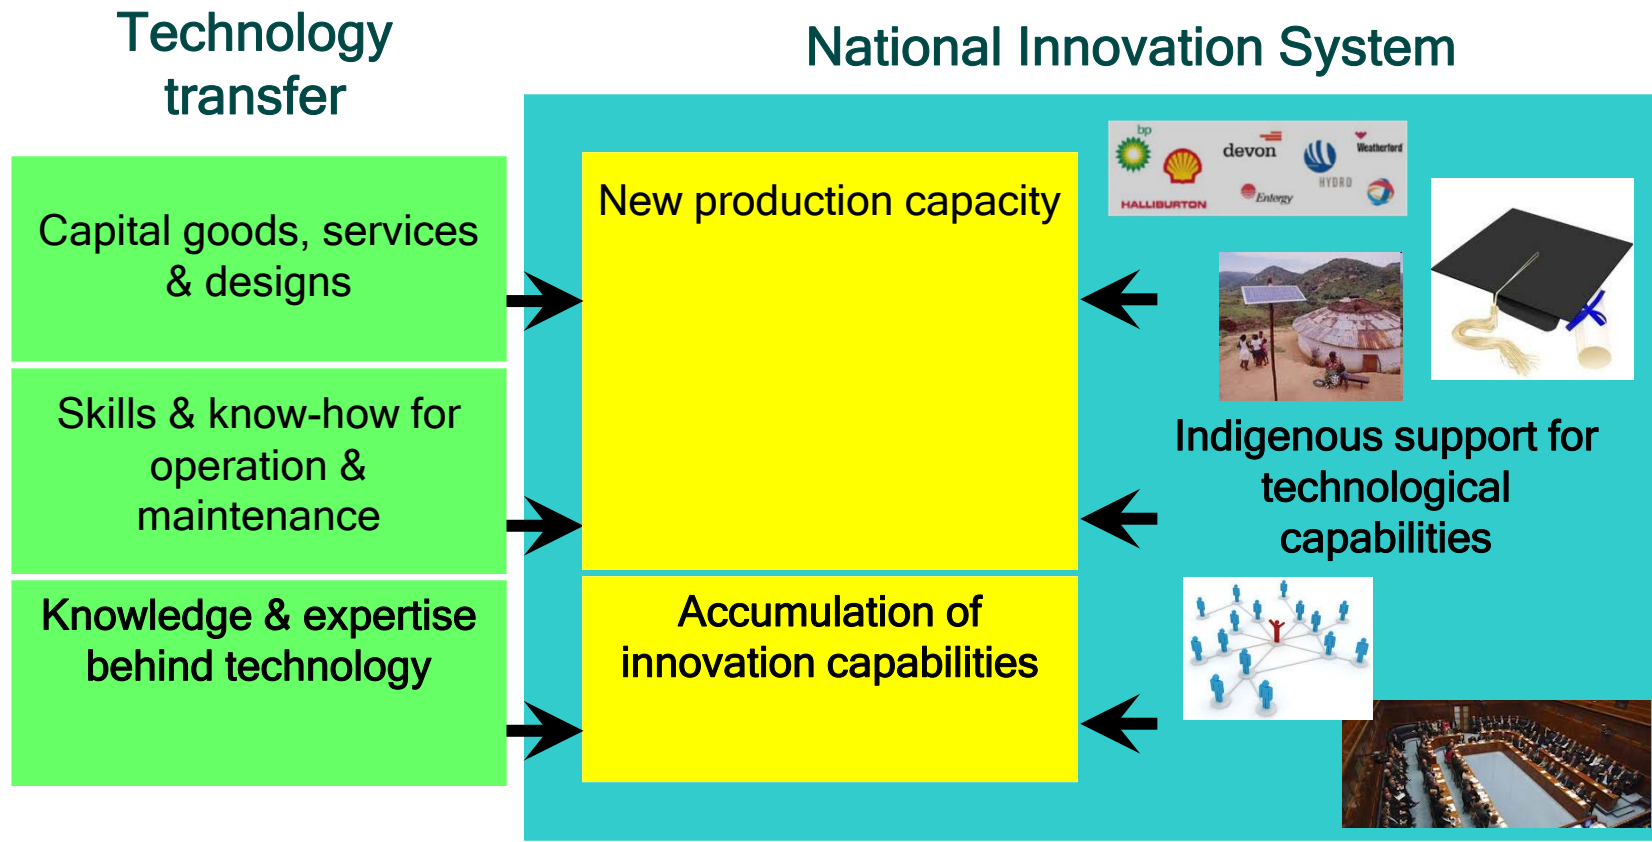 Technology
transfer
National Innovation System
Capital goods, services
& designs
Skills & know-how for
operation &
maintenance
Knowledge & expertise
behind technology
New production capacity
Accumulation of
innovation capabilities
bp
devon
Weatherford
HYDRO
HALLIBURTON
Entergy
Indigenous support for
technological
capabilities